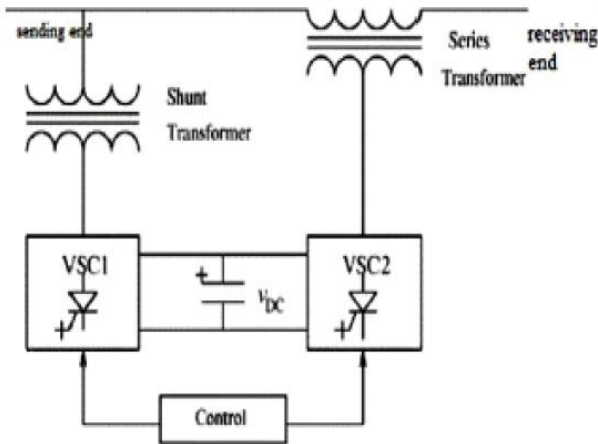 sending end
receiving
end
Series
Transformer
Shunt
Transformer
VSC1
VSC2
+
vDC
+
+
Control